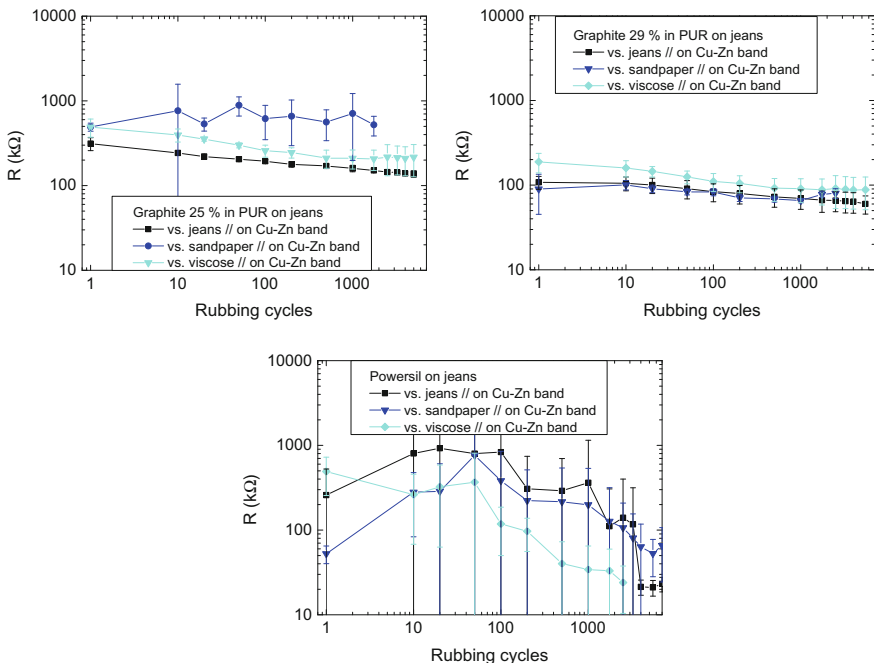 10000
1000
100
10
R (kΩ)
Graphite 25 % in PUR on jeans
vs. jeans // on Cu-Zn band
vs. sandpaper // on Cu-Zn band
vs. viscose // on Cu-Zn band
1 10 100 1000
Rubbing cycles
10000
1000
100
10
R (kΩ)
Graphite 29 % in PUR on jeans
vs. jeans // on Cu-Zn band
vs. sandpaper // on Cu-Zn band
vs. viscose // on Cu-Zn band
1 10 100 1000
Rubbing cycles
10000
1000
100
10
R (kΩ)
Powersil on jeans
vs. jeans // on Cu-Zn band
vs. sandpaper // on Cu-Zn band
vs. viscose // on Cu-Zn band
1 10 100 1000
Rubbing cycles